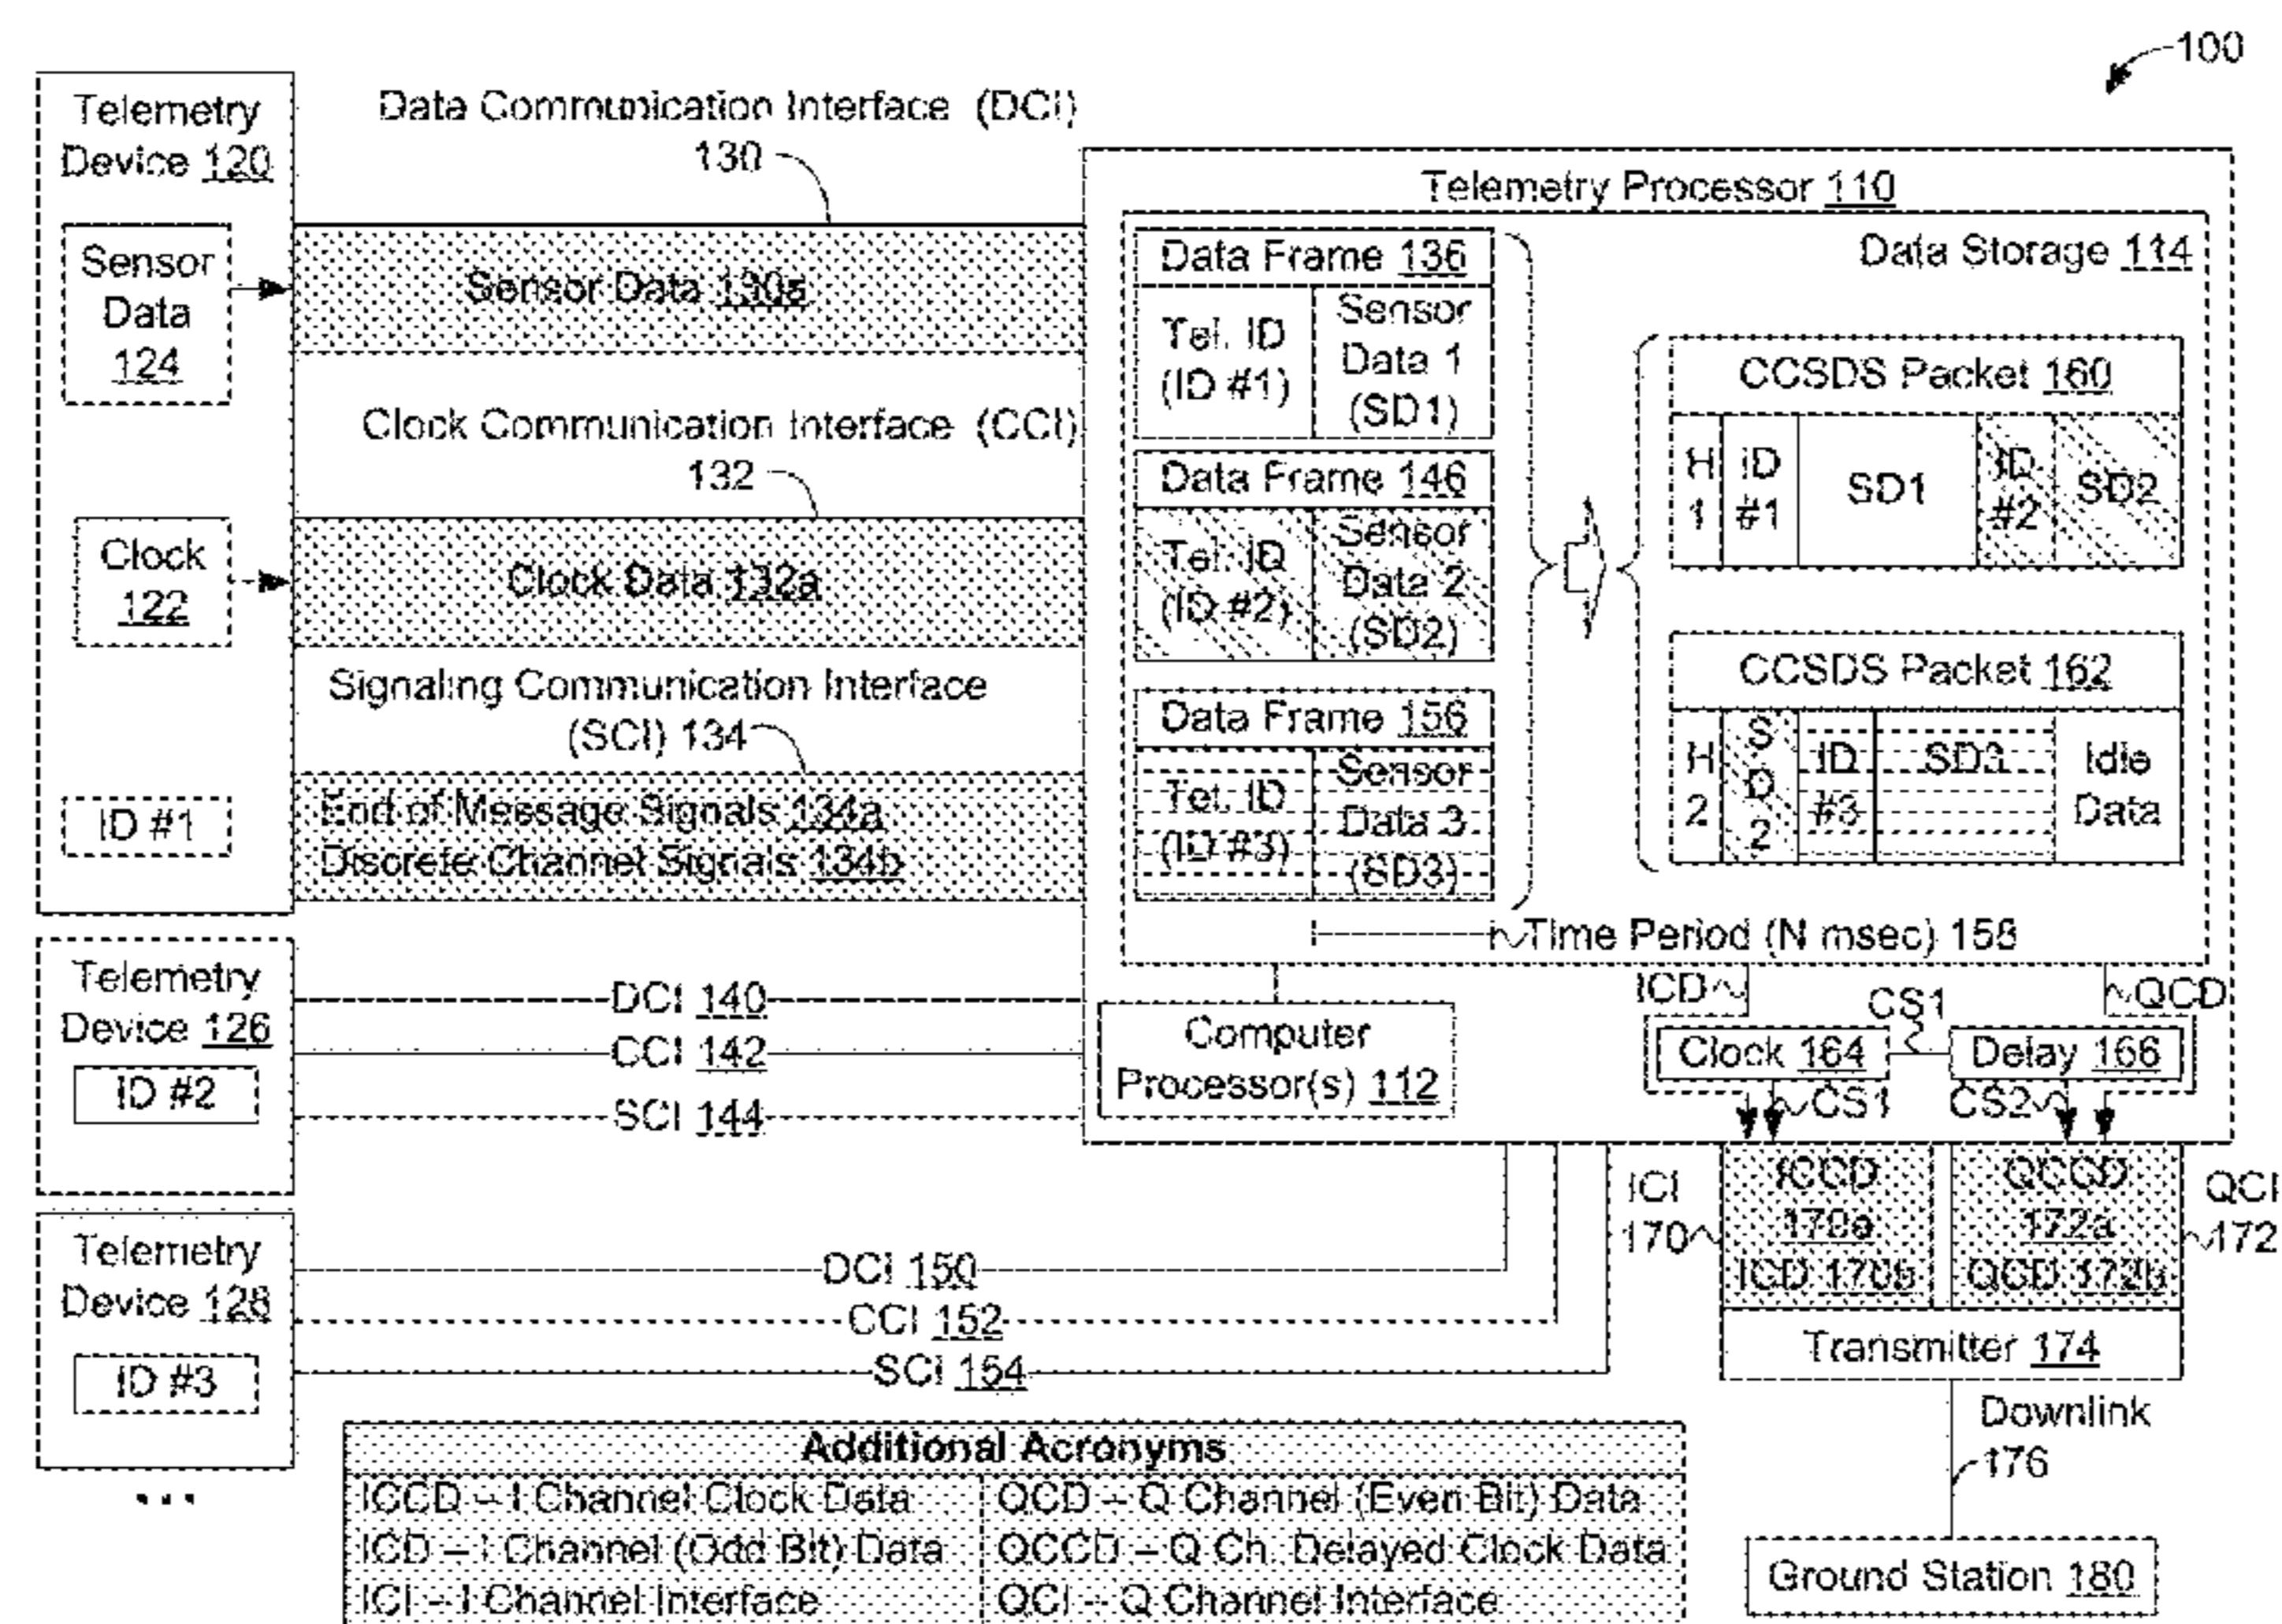 100
Telemetry
Device 120
Sensor
Data
124
Clock
122
ID #1
Data Communication Interface (DCI)
130
Sensor Data 130a
Clock Communication Interface (CCI)
132
Clock Data 132a
Signaling Communication Interface
(SCI) 134
End of Message Signals 134a
Discrete Channel Signals 134b
Telemetry
Device 126
ID #2
DCI 140
CCI 142
SCI 144
Telemetry
Device 128
ID #3
...
DCI 150
CCI 152
SCI 154
Telemetry Processor 110
Data Storage 114
Data Frame 136
Tel. ID
(ID #1)
Sensor
Data 1
(SD1)
Data Frame 146
Tel. ID
(ID #2)
Sensor
Data 2
(SD2)
Data Frame 156
Tel. ID
(ID #3)
Sensor
Data 3
(SD3)
CCSDS Packet 160
H
1
ID
#1
SD1
ID
#2
SD2
CCSDS Packet 162
H
2
S
D
2
ID
#3
SD3
Idle
Data
Time Period (N msec) 158
Computer
Processor(s) 112
ICD
CS1
QCD
Clock 164
Delay 166
CS1
CS2
ICI
170
ICCD
170a
ICD 170b
QCCD
172a
QCD 172b
QCI
172
Transmitter 174
Downlink
176
Ground Station 180
Additional Acronyms
ICCD – I Channel Clock Data
QCD – Q Channel (Even Bit) Data
ICD – I Channel (Odd Bit) Data
QCCD – Q Ch. Delayed Clock Data
ICI – I Channel Interface
QCI – Q Channel Interface